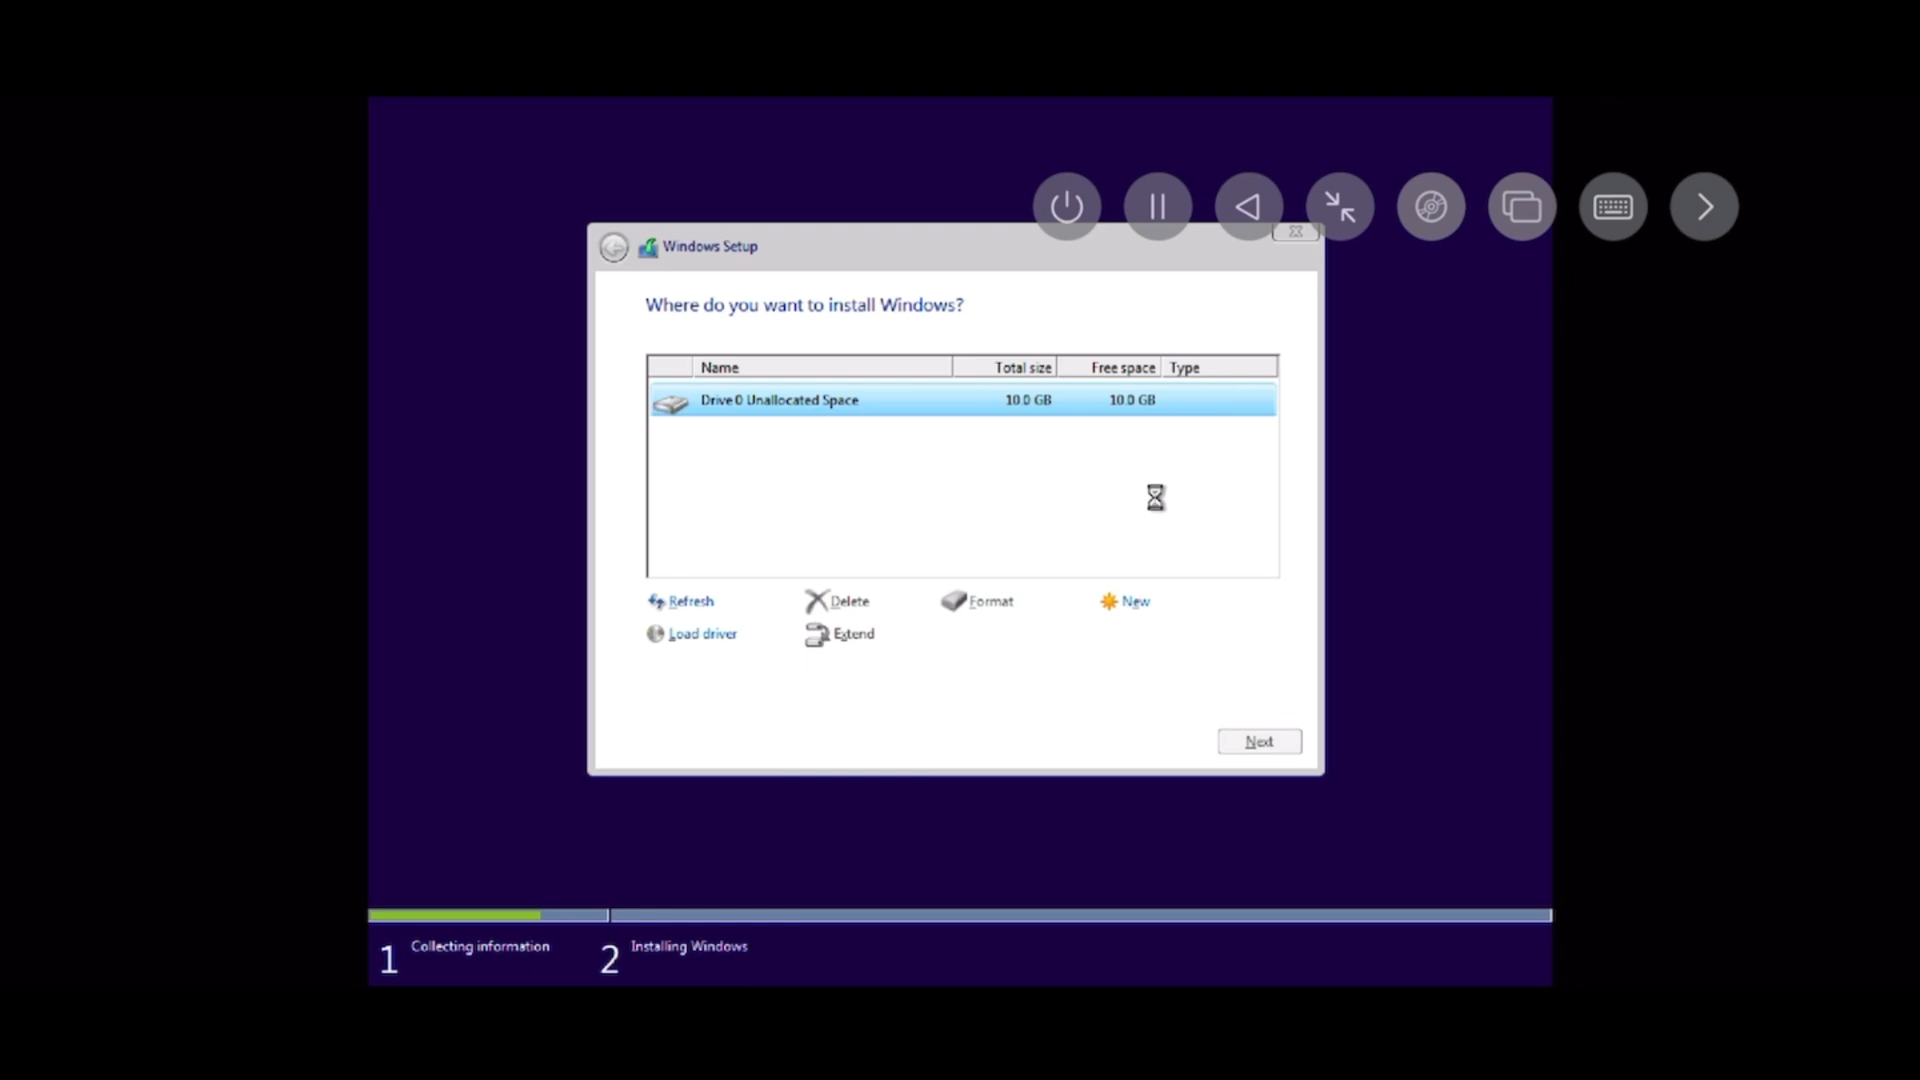 Windows Setup
Where do you want to install Windows?
Name Total size Free space Type
Drive 0 Unallocated Space 10.0 GB 10.0 GB
Refresh Delete Format New
Load driver Extend
Next
1 Collecting information 2 Installing Windows